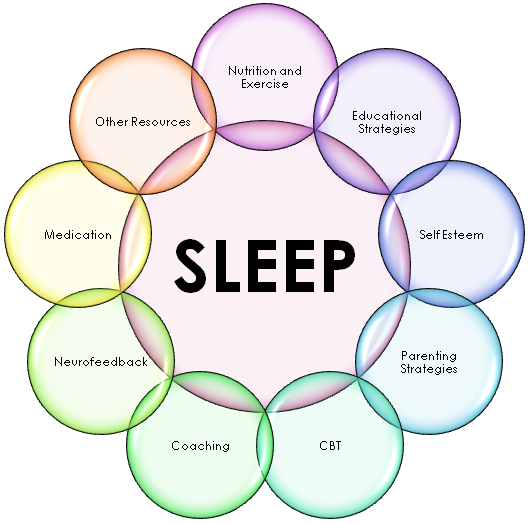 Nutrition and
Exercise
Educational
Strategies
Self Esteem
Parenting
Strategies
CBT
Coaching
Neurofeedback
Medication
Other Resources
SLEEP